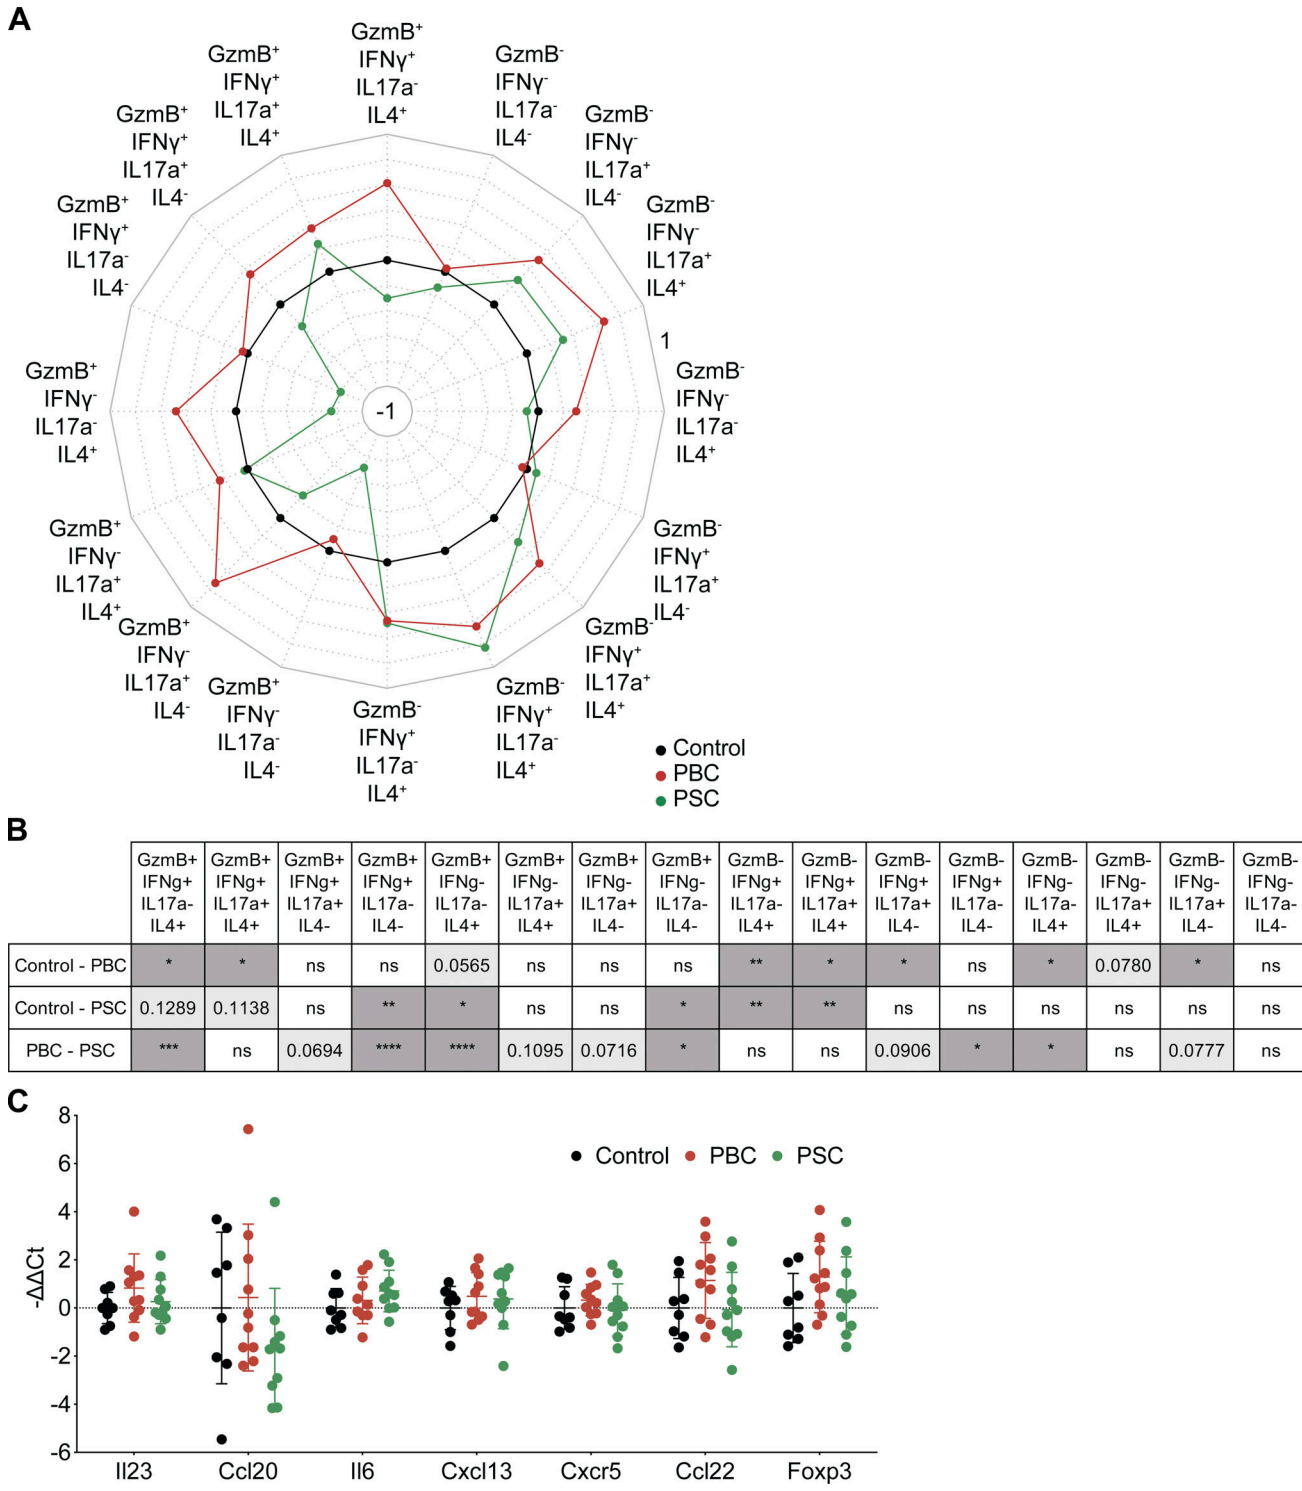 A
GzmB⁺
IFNγ⁺
IL17a⁻
IL4⁺
GzmB⁻
IFNγ⁻
IL17a⁻
IL4⁻
GzmB⁻
IFNγ⁻
IL17a⁺
IL4⁻
GzmB⁻
IFNγ⁻
IL17a⁺
IL4⁺
1
GzmB⁻
IFNγ⁻
IL17a⁻
IL4⁺
GzmB⁻
IFNγ⁺
IL17a⁺
IL4⁻
GzmB⁻
IFNγ⁺
IL17a⁺
IL4⁺
GzmB⁻
IFNγ⁺
IL17a⁻
IL4⁺
GzmB⁻
IFNγ⁺
IL17a⁻
IL4⁺
GzmB⁺
IFNγ⁻
IL17a⁻
IL4⁻
GzmB⁺
IFNγ⁻
IL17a⁺
IL4⁻
GzmB⁺
IFNγ⁻
IL17a⁺
IL4⁺
GzmB⁺
IFNγ⁻
IL17a⁻
IL4⁺
GzmB⁺
IFNγ⁺
IL17a⁻
IL4⁻
GzmB⁺
IFNγ⁺
IL17a⁺
IL4⁻
GzmB⁺
IFNγ⁺
IL17a⁺
IL4⁺
-1
Control
PBC
PSC
B
GzmB+ GzmB+ GzmB+ GzmB+ GzmB+ GzmB+ GzmB+ GzmB+ GzmB- GzmB- GzmB- GzmB- GzmB- GzmB- GzmB- GzmB-
IFNg+ IFNg+ IFNg+ IFNg+ IFNg- IFNg- IFNg- IFNg- IFNg+ IFNg+ IFNg+ IFNg+ IFNg- IFNg- IFNg- IFNg-
IL17a- IL17a+ IL17a+ IL17a- IL17a- IL17a+ IL17a+ IL17a- IL17a- IL17a+ IL17a+ IL17a- IL17a- IL17a+ IL17a+ IL17a-
IL4+ IL4+ IL4- IL4- IL4+ IL4+ IL4- IL4- IL4+ IL4+ IL4- IL4- IL4+ IL4+ IL4- IL4-
Control - PBC * * ns ns 0.0565 ns ns ns ** * * ns * 0.0780 * ns
Control - PSC 0.1289 0.1138 ns ** * ns ns * ** ** ns ns ns ns ns ns
PBC - PSC *** ns 0.0694 **** **** 0.1095 0.0716 * ns ns 0.0906 * * ns 0.0777 ns
C
Control PBC PSC
-ΔΔCt
8
6
4
2
0
-2
-4
-6
Il23 Ccl20 Il6 Cxcl13 Cxcr5 Ccl22 Foxp3